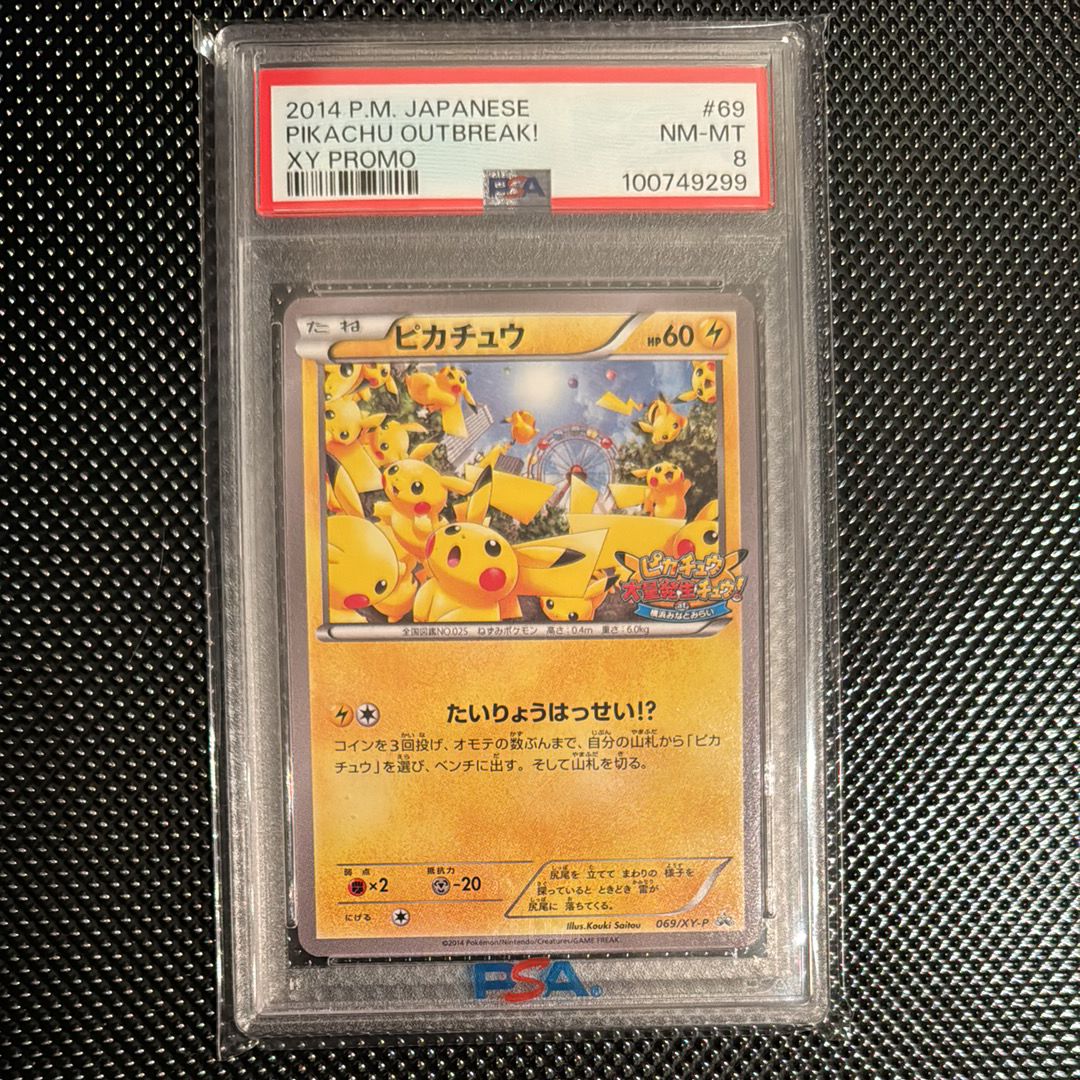 2014 P.M. JAPANESE #69
PIKACHU OUTBREAK! NM-MT
XY PROMO 8
PSA 100749299
たね ピカチュウ HP60
ピカチュウ
大量発生チュウ!
at
横浜みなとみらい
全国図鑑NO.025 ねずみポケモン 高さ:0.4m 重さ:6.0kg
たいりょうはっせい!?
コインを3回投げ、オモテの数ぶんまで、自分の山札から「ピカ
チュウ」を選び、ベンチに出す。そして山札を切る。
弱点 抵抗力
×2 -20
にげる
尻尾を 立てて まわりの 様子を
探っていると ときどき 雷が
尻尾に 落ちてくる。
Illus.Kouki Saitou 069/XY-P
©2014 Pokémon/Nintendo/Creatures/GAME FREAK.
PSA®